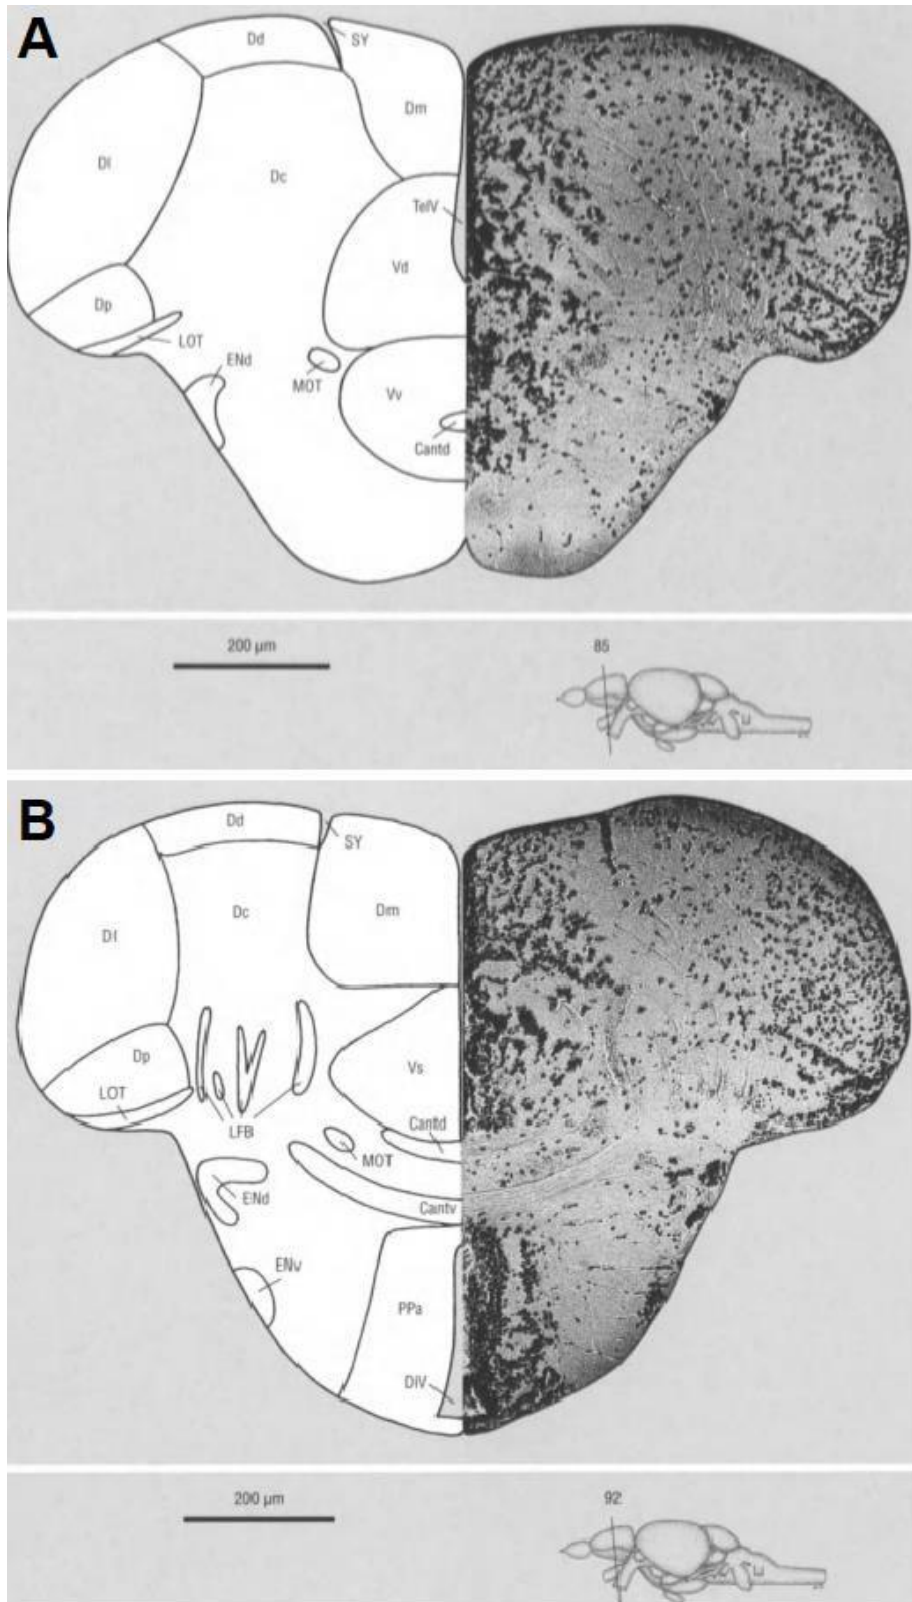 A
Dd
SY
Dm
Dl
Dc
TelV
Vd
Dp
LOT
ENd
MOT
Vv
Cantd
200 µm
85
B
Dd
SY
Dc
Dm
Dl
Dp
Vs
LOT
LFB
Cantd
MOT
ENd
Cantv
ENv
PPa
DiV
200 µm
92